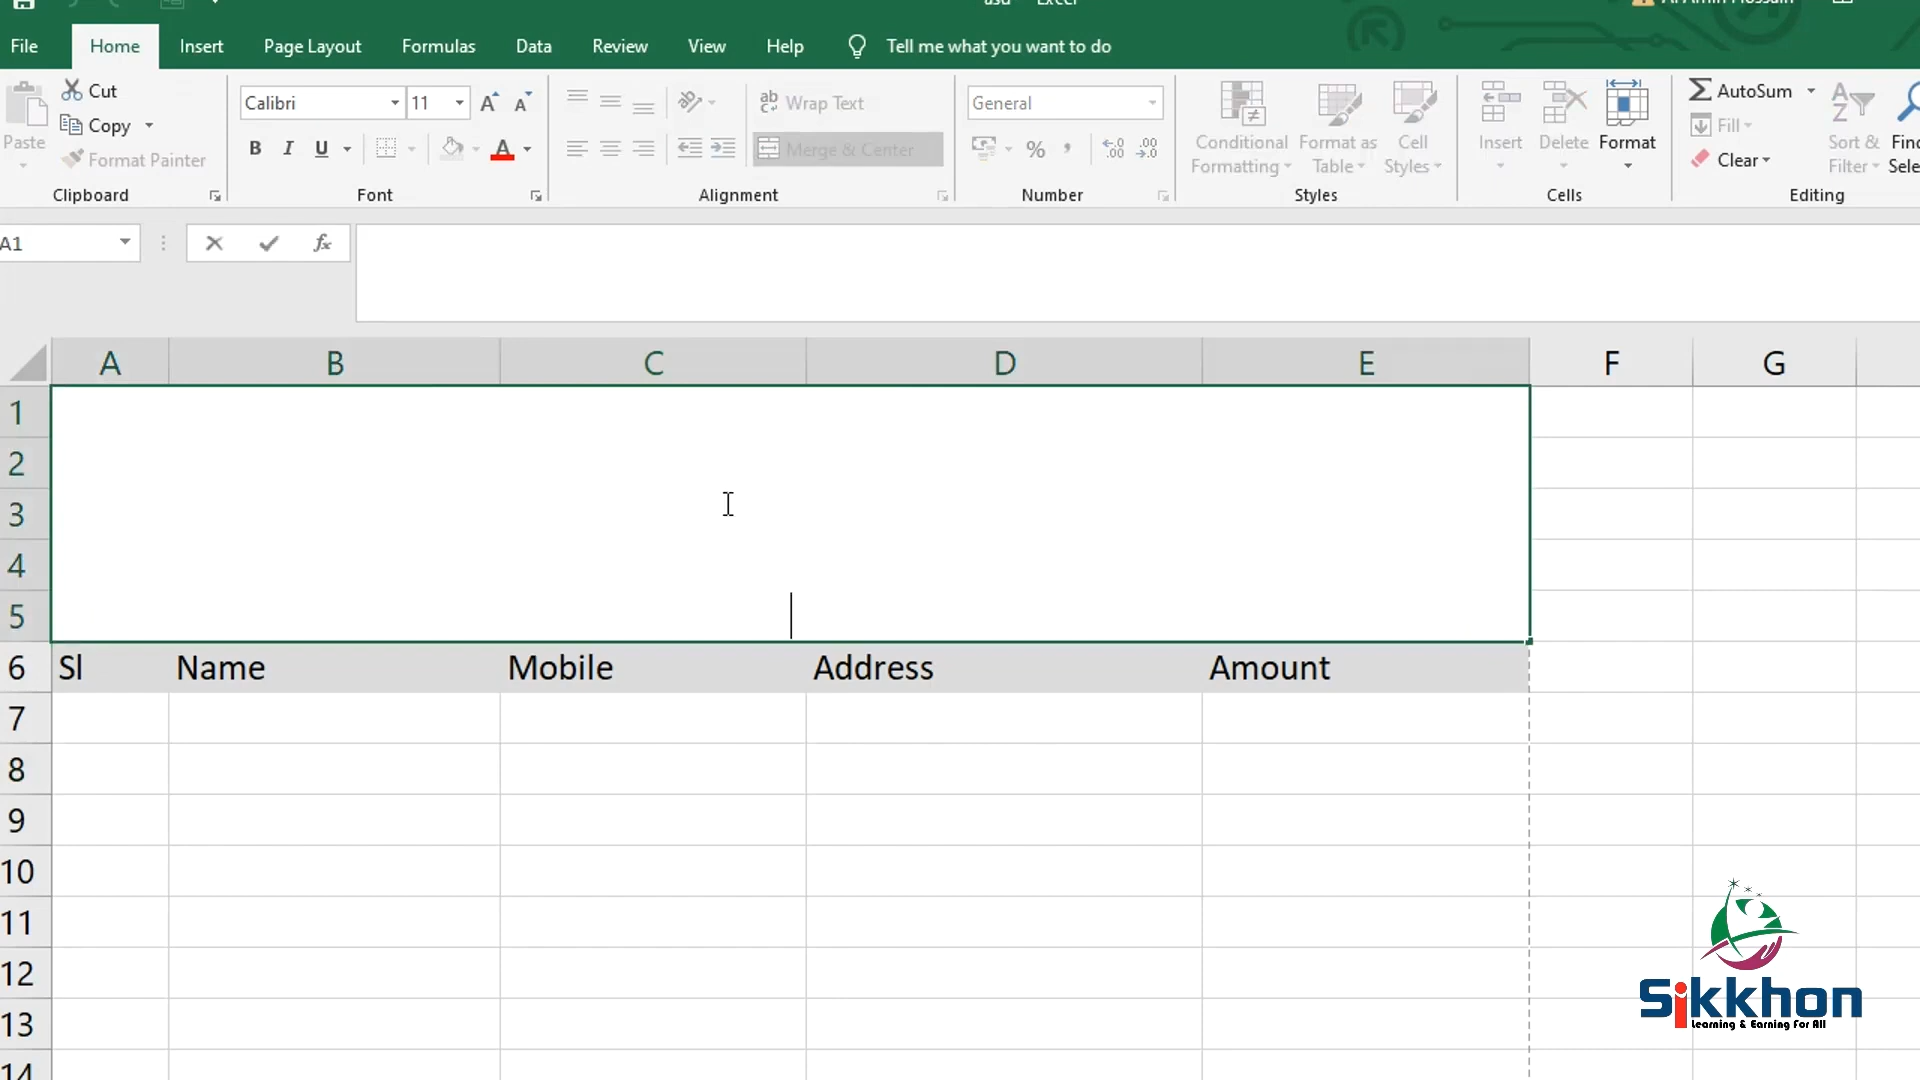 File Home Insert Page Layout Formulas Data Review View Help Tell me what you want to do
Cut
Copy
Format Painter
Paste
Clipboard
Calibri 11
B I U A
Font
ab Wrap Text
Merge & Center
Alignment
General
% ,
Number
Conditional Formatting
Format as Table
Cell Styles
Styles
Insert Delete Format
Cells
AutoSum
Fill
Clear
Sort & Filter
Editing
A1 fx
A B C D E F G
1
2
3
4
5
6 Sl Name Mobile Address Amount
7
8
9
10
11
12
13
14
Sikkhon
Learning & Earning For All